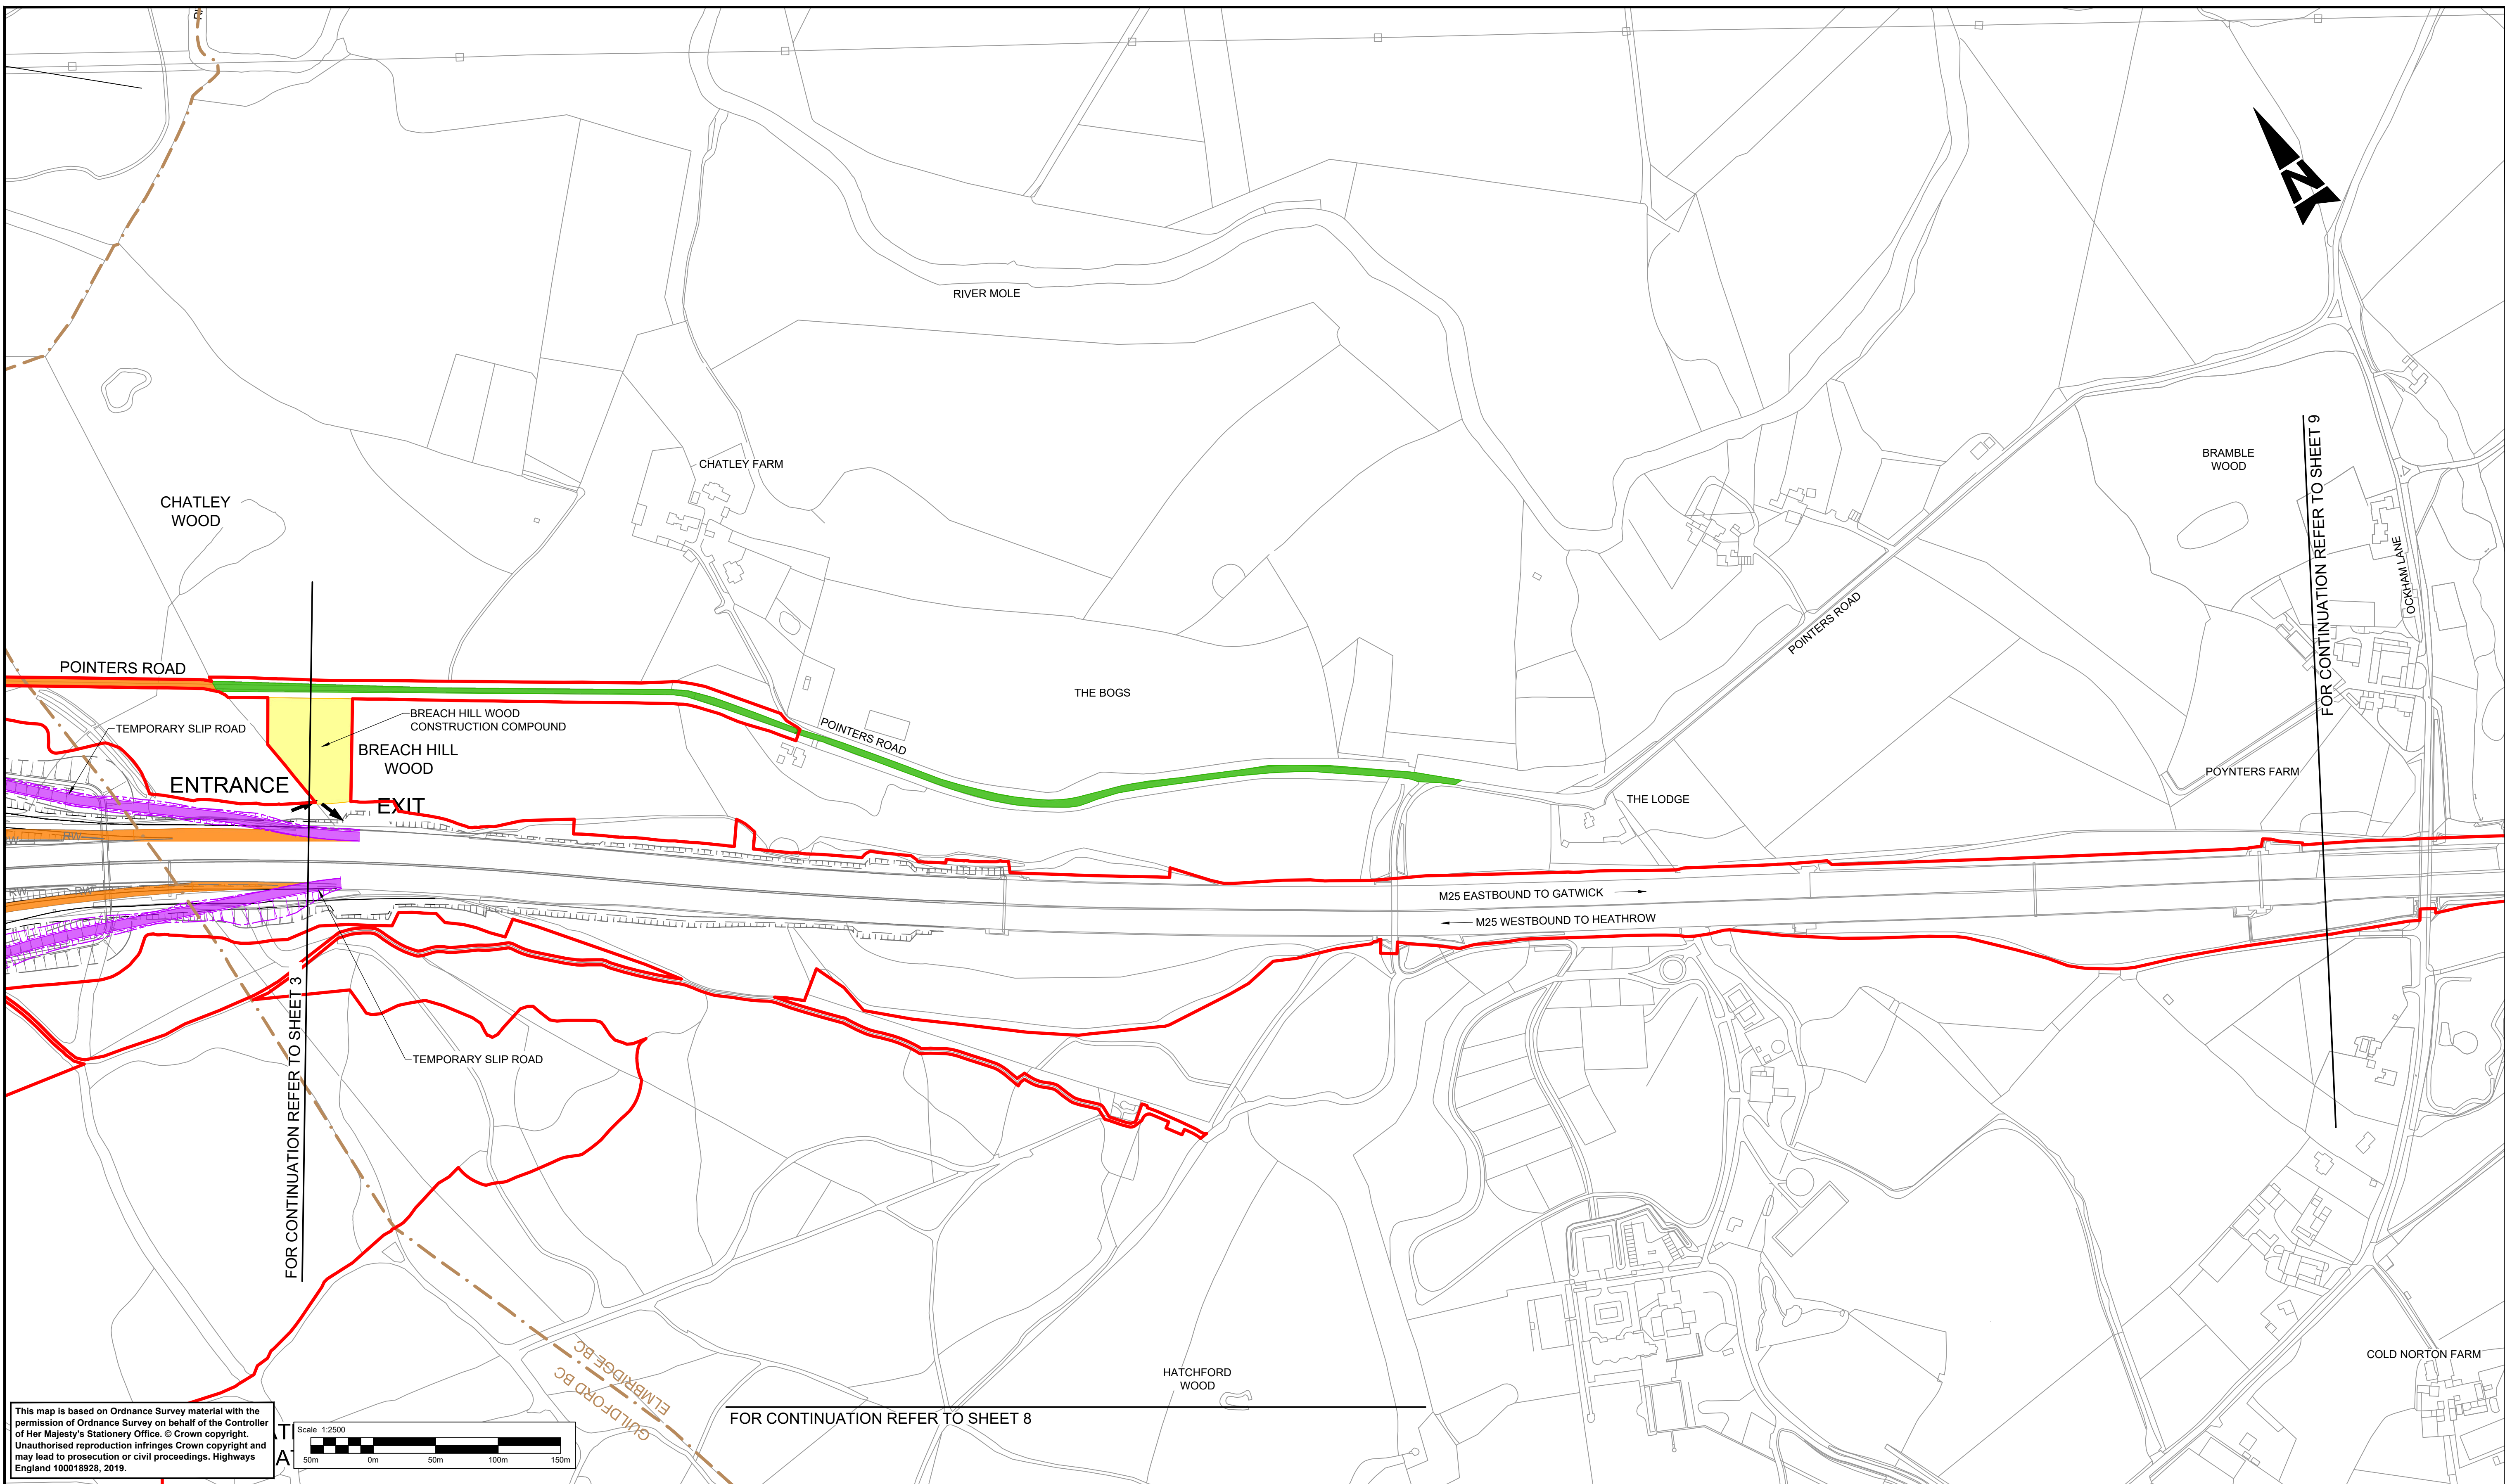 N
RIVER MOLE
CHATLEY FARM
BRAMBLE
WOOD
FOR CONTINUATION REFER TO SHEET 9
OCKHAM LANE
CHATLEY
WOOD
POINTERS ROAD
POINTERS ROAD
THE BOGS
BREACH HILL WOOD
CONSTRUCTION COMPOUND
TEMPORARY SLIP ROAD
POINTERS ROAD
BREACH HILL
WOOD
ENTRANCE
EXIT
POYNTERS FARM
THE LODGE
RW
RW
RW
M25 EASTBOUND TO GATWICK
M25 WESTBOUND TO HEATHROW
FOR CONTINUATION REFER TO SHEET 3
TEMPORARY SLIP ROAD
ELMBRIDGE BC
GUILDFORD BC
HATCHFORD
WOOD
COLD NORTON FARM
FOR CONTINUATION REFER TO SHEET 8
This map is based on Ordnance Survey material with the
permission of Ordnance Survey on behalf of the Controller
of Her Majesty's Stationery Office. © Crown copyright.
Unauthorised reproduction infringes Crown copyright and
may lead to prosecution or civil proceedings. Highways
England 100018928, 2019.
Scale 1:2500
50m 0m 50m 100m 150m